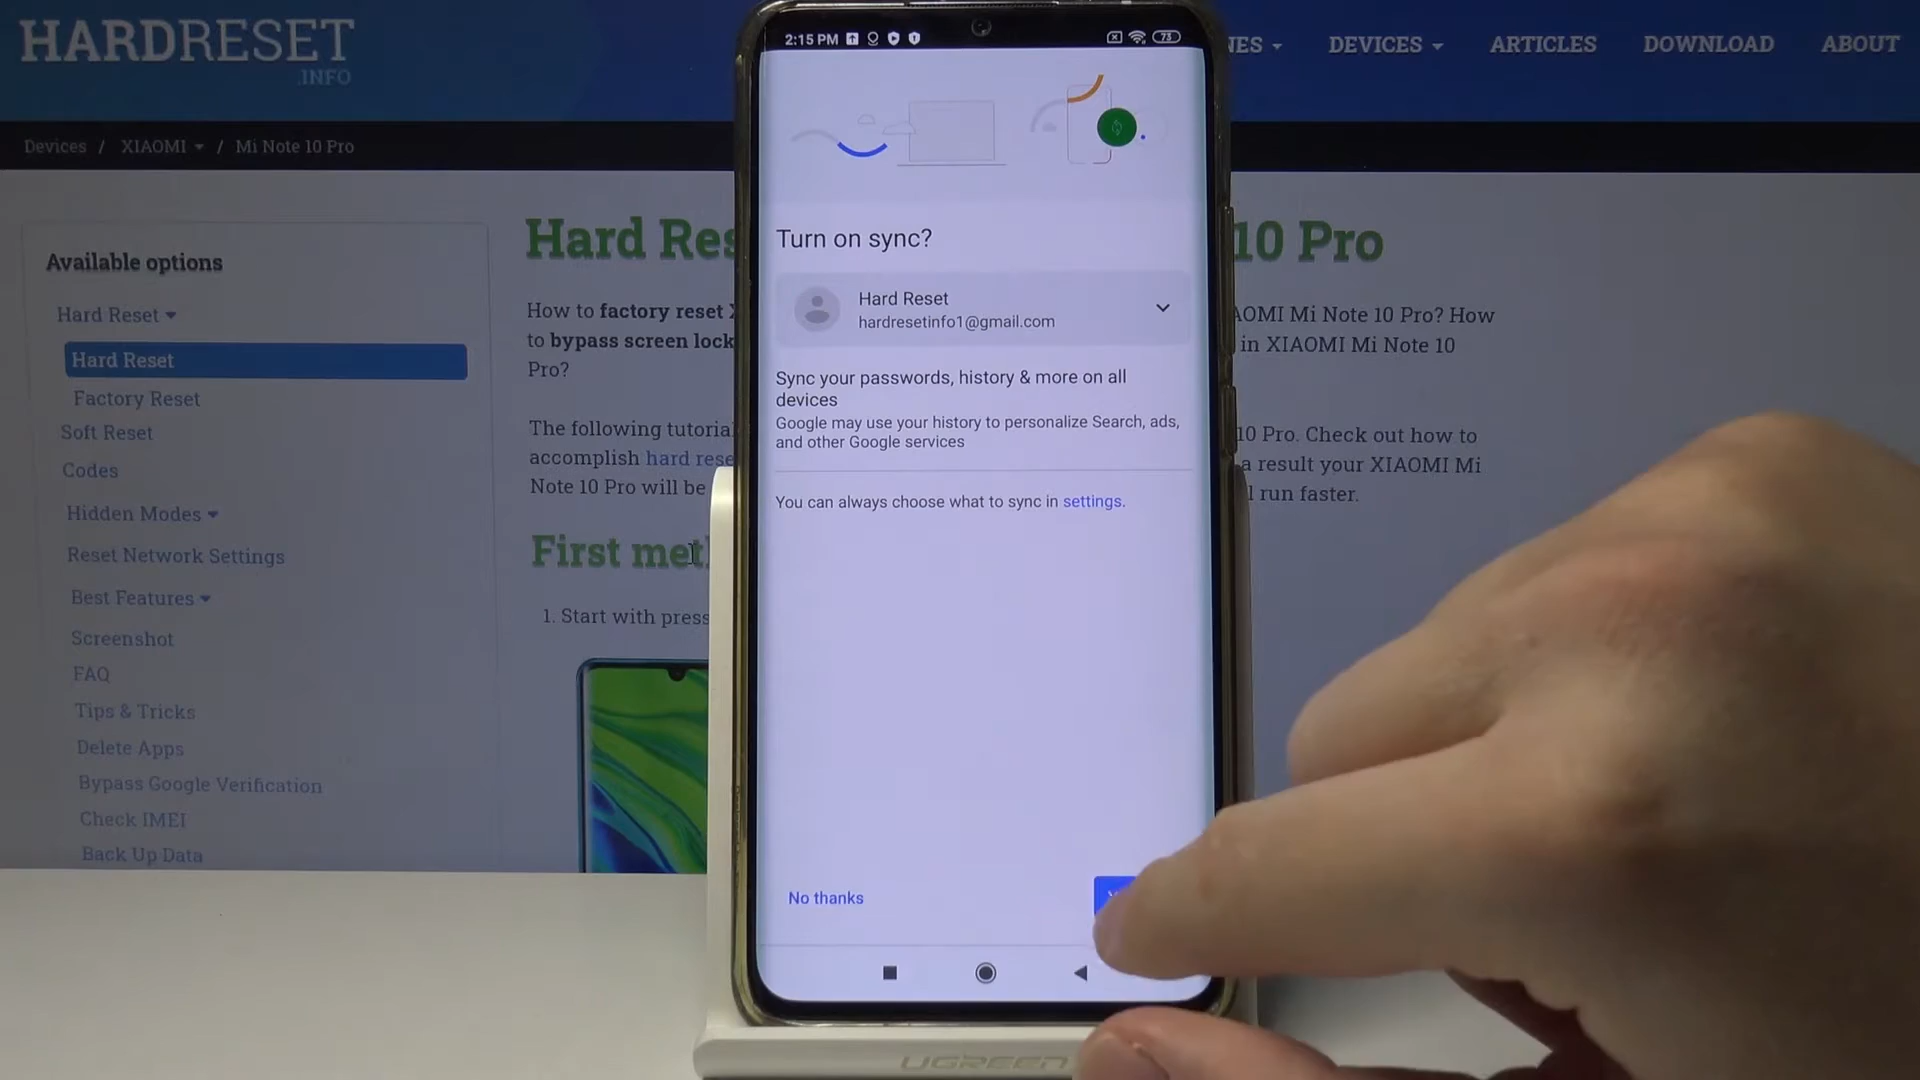 HARDRESET
.INFO
DEVICES
ARTICLES
DOWNLOAD
ABOUT
Devices / XIAOMI / Mi Note 10 Pro
Available options
Hard Reset
Hard Reset
Factory Reset
Soft Reset
Codes
Hidden Modes
Reset Network Settings
Best Features
Screenshot
FAQ
Tips & Tricks
Delete Apps
Bypass Google Verification
Check IMEI
Back Up Data
Hard
10 Pro
How to factory reset
to bypass screen lock
Pro?
Mi Note 10 Pro? How
in XIAOMI Mi Note 10
The following
accomplish hard
Note 10 Pro will be
10 Pro. Check out how to
a result your XIAOMI Mi
run faster.
First
1. Start with
2:15 PM
73
Turn on sync?
Hard Reset
hardresetinfo1@gmail.com
Sync your passwords, history & more on all
devices
Google may use your history to personalize Search, ads,
and other Google services
You can always choose what to sync in settings.
No thanks
UGREEN